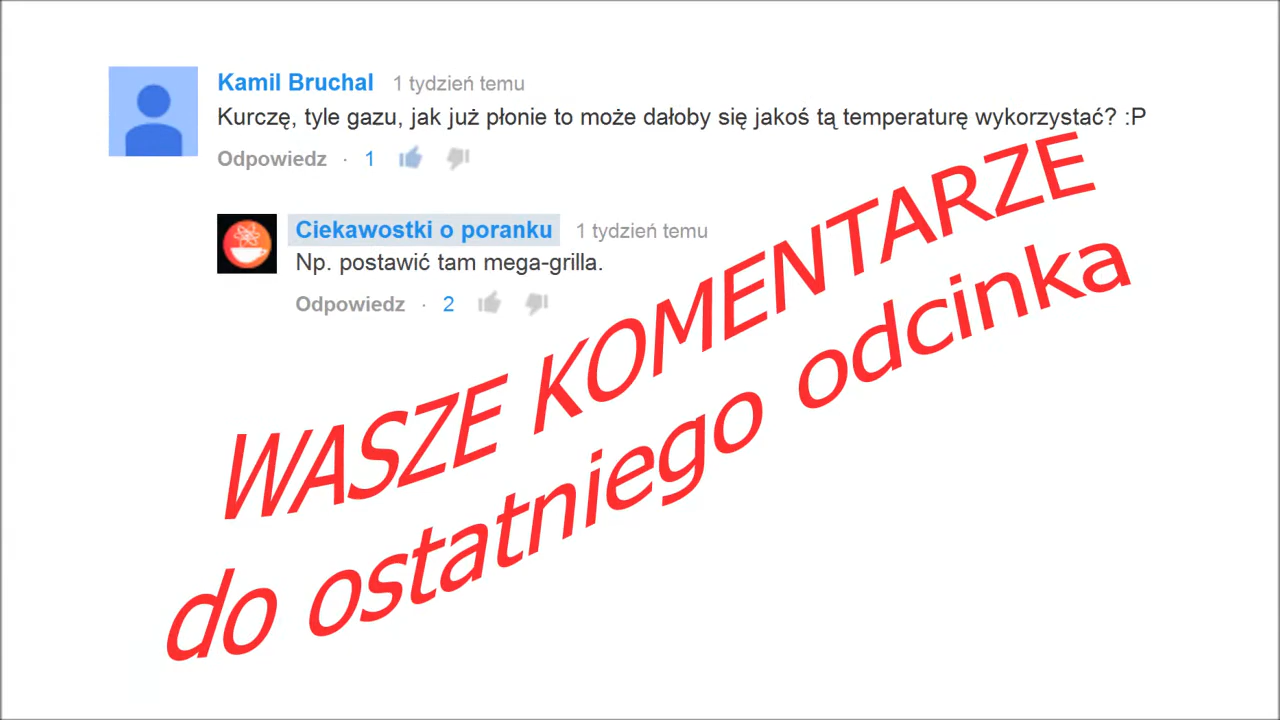 Kamil Bruchal 1 tydzień temu
Kurczę, tyle gazu, jak już płonie to może dałoby się jakoś tą temperaturę wykorzystać? :P
Odpowiedz · 1
Ciekawostki o poranku 1 tydzień temu
Np. postawić tam mega-grilla.
Odpowiedz · 2
WASZE KOMENTARZE
do ostatniego odcinka